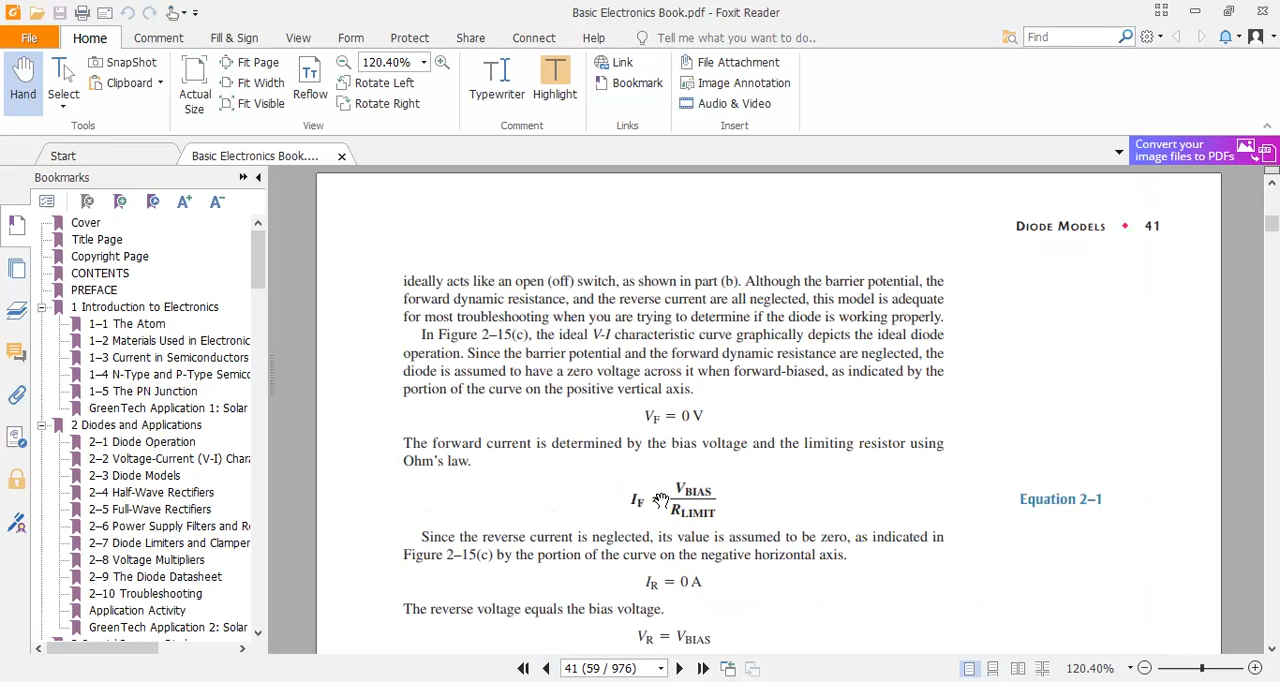 Basic Electronics Book.pdf - Foxit Reader
File Home Comment Fill & Sign View Form Protect Share Connect Help Tell me what you want to do.. Find
Hand
Select
SnapShot
Clipboard
Tools
Actual
Size
Fit Page
Fit Width
Fit Visible
Reflow
120.40%
Rotate Left
Rotate Right
View
Typewriter
Highlight
Comment
Link
Bookmark
Links
File Attachment
Image Annotation
Audio & Video
Insert
Start
Basic Electronics Book....
Convert your
image files to PDFs
Bookmarks
Cover
Title Page
Copyright Page
CONTENTS
PREFACE
1 Introduction to Electronics
1–1 The Atom
1–2 Materials Used in Electronic
1–3 Current in Semiconductors
1–4 N-Type and P-Type Semic
1–5 The PN Junction
GreenTech Application 1: Solar
2 Diodes and Applications
2–1 Diode Operation
2–2 Voltage-Current (V-I) Chara
2–3 Diode Models
2–4 Half-Wave Rectifiers
2–5 Full-Wave Rectifiers
2–6 Power Supply Filters and Re
2–7 Diode Limiters and Clamper
2–8 Voltage Multipliers
2–9 The Diode Datasheet
2–10 Troubleshooting
Application Activity
GreenTech Application 2: Solar
DIODE MODELS ◆ 41
ideally acts like an open (off) switch, as shown in part (b). Although the barrier potential, the
forward dynamic resistance, and the reverse current are all neglected, this model is adequate
for most troubleshooting when you are trying to determine if the diode is working properly.
In Figure 2–15(c), the ideal V-I characteristic curve graphically depicts the ideal diode
operation. Since the barrier potential and the forward dynamic resistance are neglected, the
diode is assumed to have a zero voltage across it when forward-biased, as indicated by the
portion of the curve on the positive vertical axis.
V_F = 0 V
The forward current is determined by the bias voltage and the limiting resistor using
Ohm's law.
I_F = V_BIAS / R_LIMIT Equation 2–1
Since the reverse current is neglected, its value is assumed to be zero, as indicated in
Figure 2–15(c) by the portion of the curve on the negative horizontal axis.
I_R = 0 A
The reverse voltage equals the bias voltage.
V_R = V_BIAS
41 (59 / 976)
120.40%